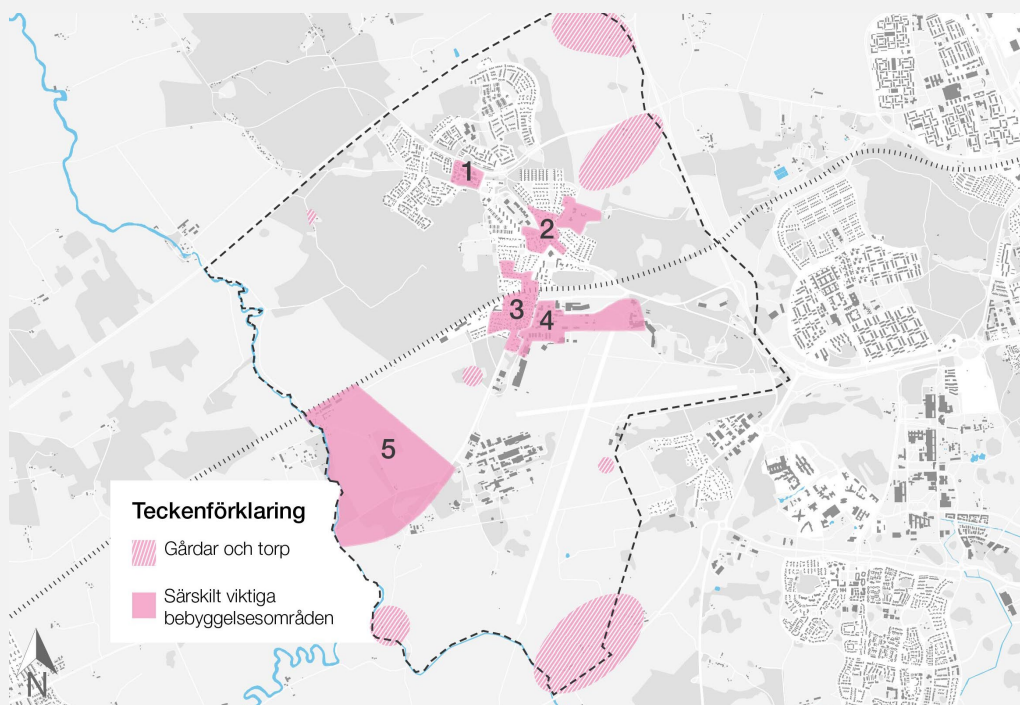 1
2
3
4
5
Teckenförklaring
Gårdar och torp
Särskilt viktiga
bebyggelsesområden
N